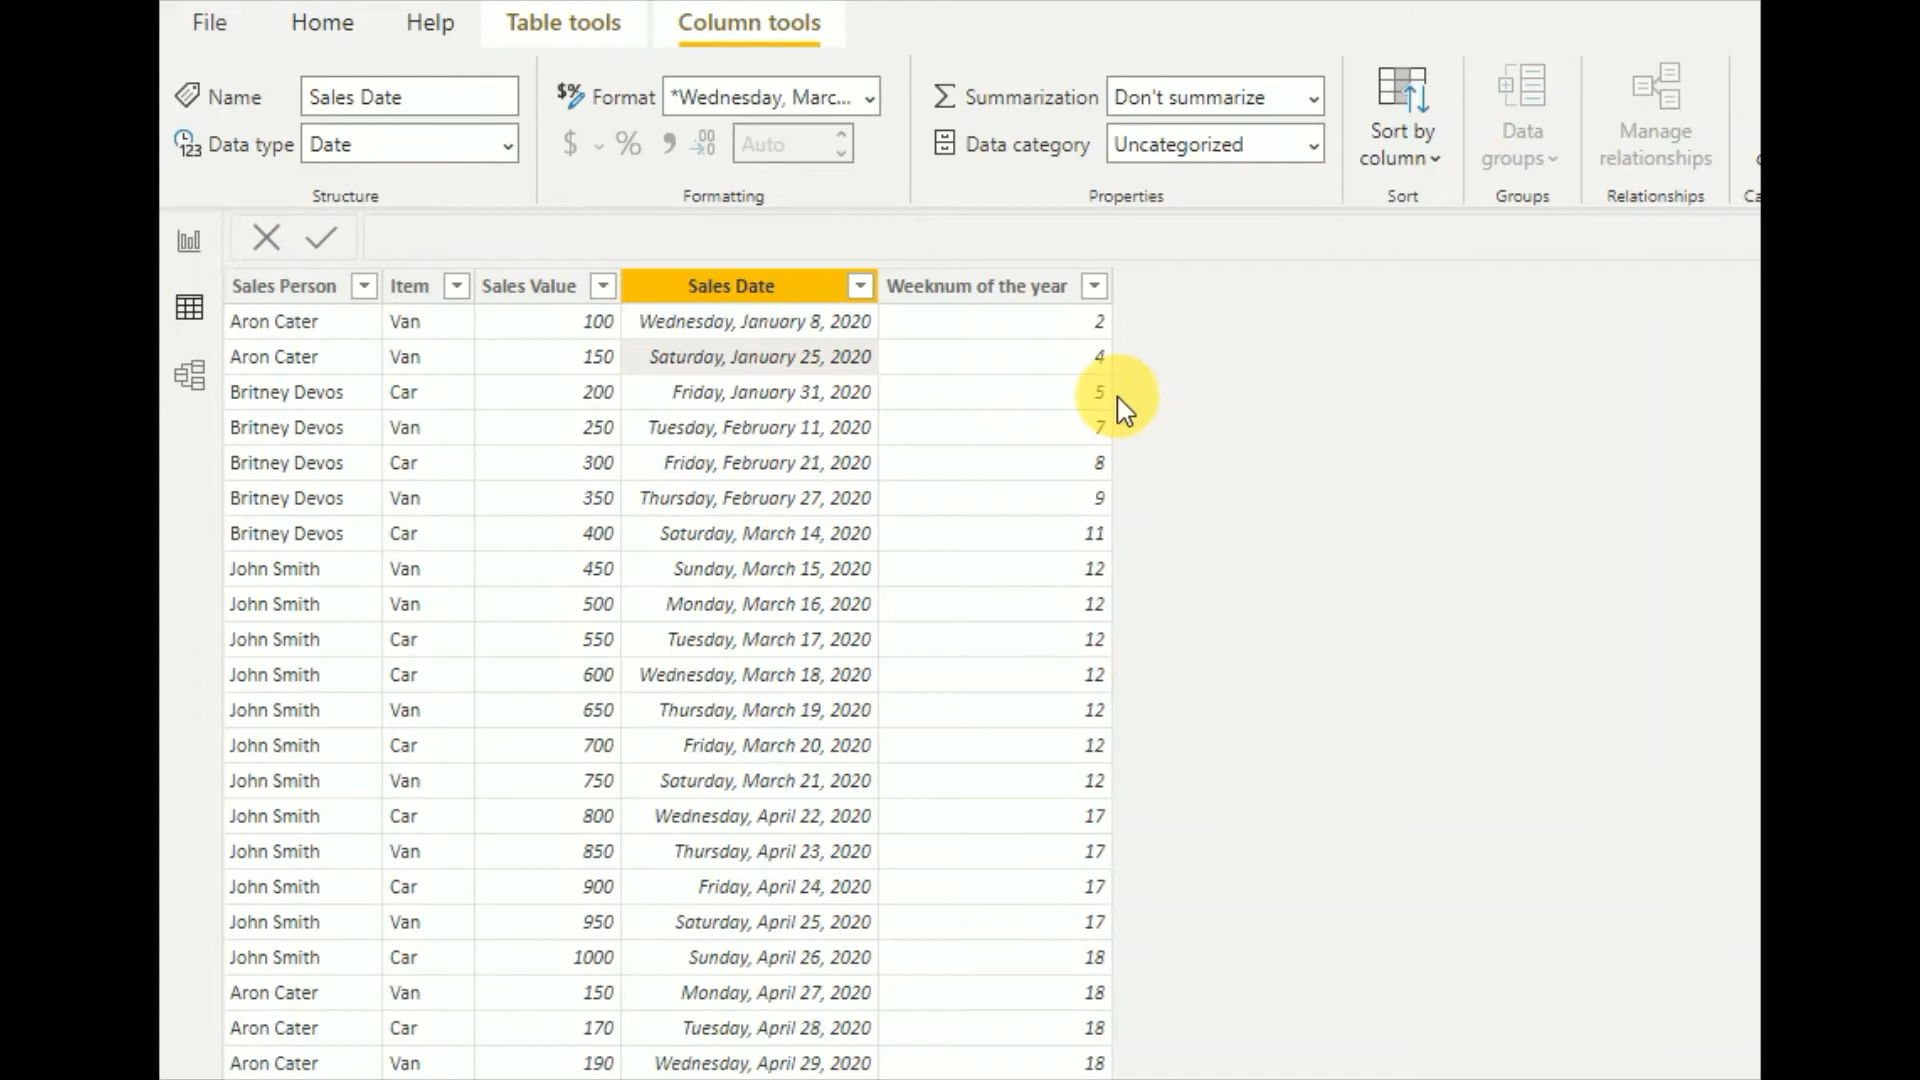 File Home Help Table tools Column tools
Name Sales Date $% Format *Wednesday, Marc... Summarization Don't summarize
123 Data type Date $ % .00 Auto Data category Uncategorized
Sort by column Data groups Manage relationships
Structure Formatting Properties Sort Groups Relationships
Sales Person Item Sales Value Sales Date Weeknum of the year
Aron Cater Van 100 Wednesday, January 8, 2020 2
Aron Cater Van 150 Saturday, January 25, 2020 4
Britney Devos Car 200 Friday, January 31, 2020 5
Britney Devos Van 250 Tuesday, February 11, 2020 7
Britney Devos Car 300 Friday, February 21, 2020 8
Britney Devos Van 350 Thursday, February 27, 2020 9
Britney Devos Car 400 Saturday, March 14, 2020 11
John Smith Van 450 Sunday, March 15, 2020 12
John Smith Van 500 Monday, March 16, 2020 12
John Smith Car 550 Tuesday, March 17, 2020 12
John Smith Car 600 Wednesday, March 18, 2020 12
John Smith Van 650 Thursday, March 19, 2020 12
John Smith Car 700 Friday, March 20, 2020 12
John Smith Van 750 Saturday, March 21, 2020 12
John Smith Car 800 Wednesday, April 22, 2020 17
John Smith Van 850 Thursday, April 23, 2020 17
John Smith Car 900 Friday, April 24, 2020 17
John Smith Van 950 Saturday, April 25, 2020 17
John Smith Car 1000 Sunday, April 26, 2020 18
Aron Cater Van 150 Monday, April 27, 2020 18
Aron Cater Car 170 Tuesday, April 28, 2020 18
Aron Cater Van 190 Wednesday, April 29, 2020 18